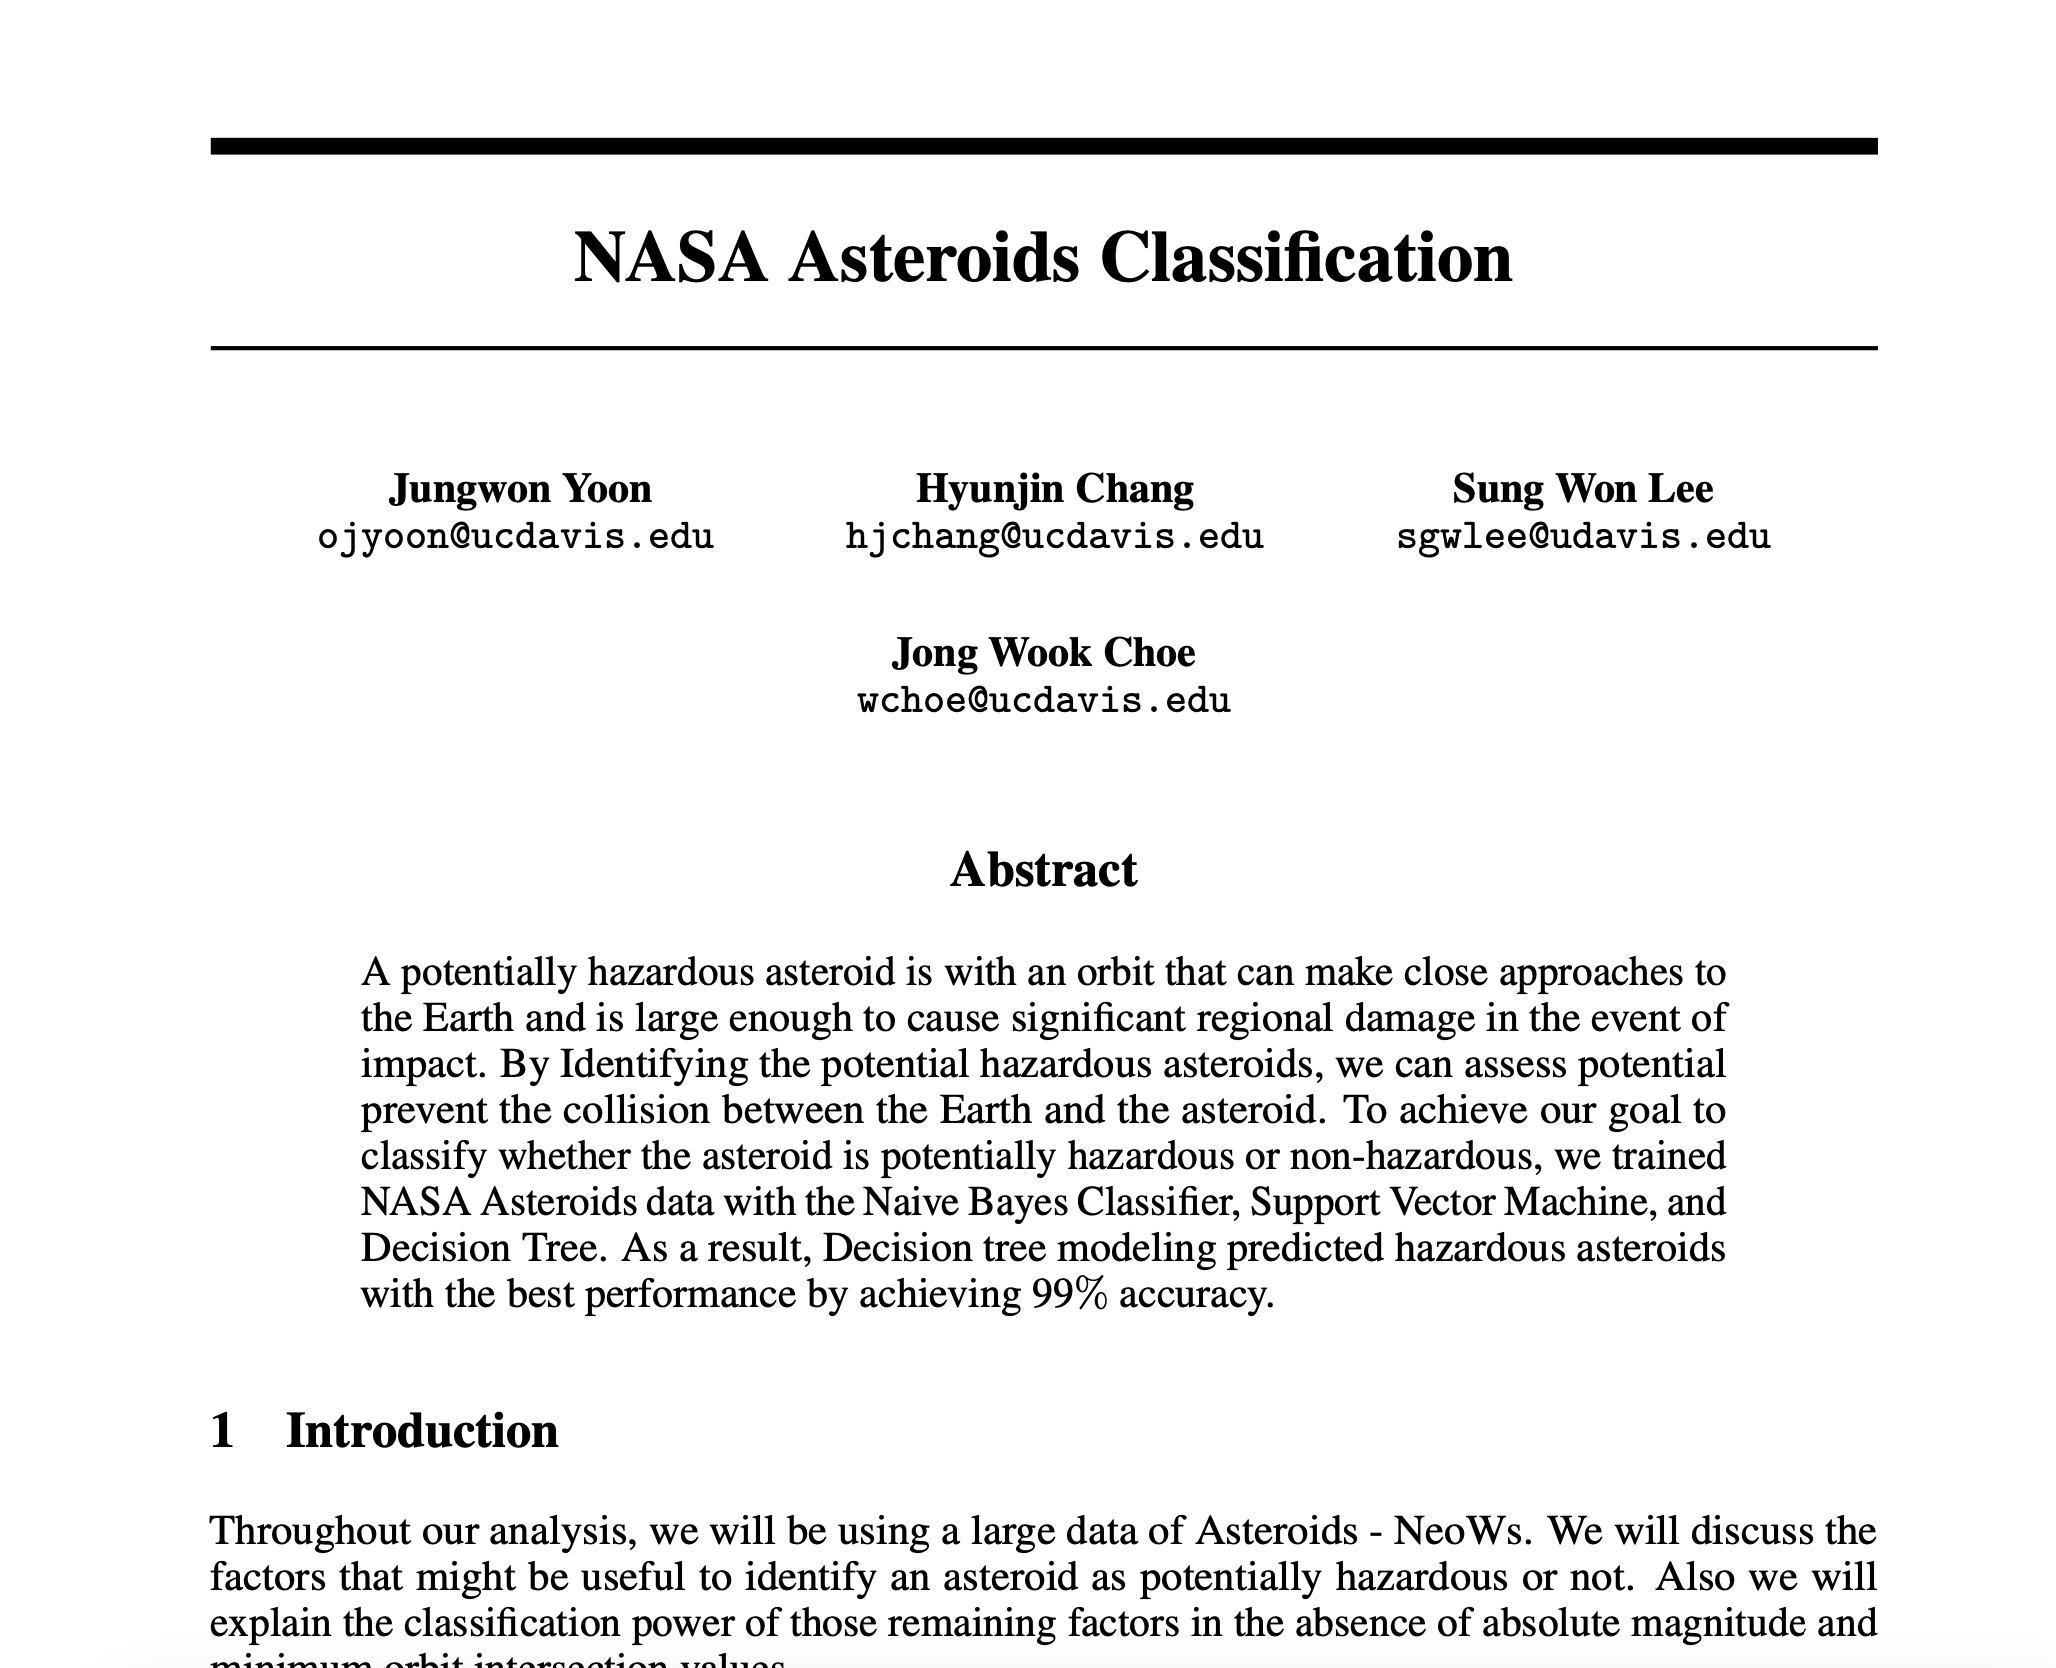 NASA Asteroids Classification
Jungwon Yoon Hyunjin Chang Sung Won Lee
ojyoon@ucdavis.edu hjchang@ucdavis.edu sgwlee@udavis.edu
Jong Wook Choe
wchoe@ucdavis.edu
Abstract
A potentially hazardous asteroid is with an orbit that can make close approaches to
the Earth and is large enough to cause significant regional damage in the event of
impact. By Identifying the potential hazardous asteroids, we can assess potential
prevent the collision between the Earth and the asteroid. To achieve our goal to
classify whether the asteroid is potentially hazardous or non-hazardous, we trained
NASA Asteroids data with the Naive Bayes Classifier, Support Vector Machine, and
Decision Tree. As a result, Decision tree modeling predicted hazardous asteroids
with the best performance by achieving 99% accuracy.
1 Introduction
Throughout our analysis, we will be using a large data of Asteroids - NeoWs. We will discuss the
factors that might be useful to identify an asteroid as potentially hazardous or not. Also we will
explain the classification power of those remaining factors in the absence of absolute magnitude and
minimum orbit intersection values.